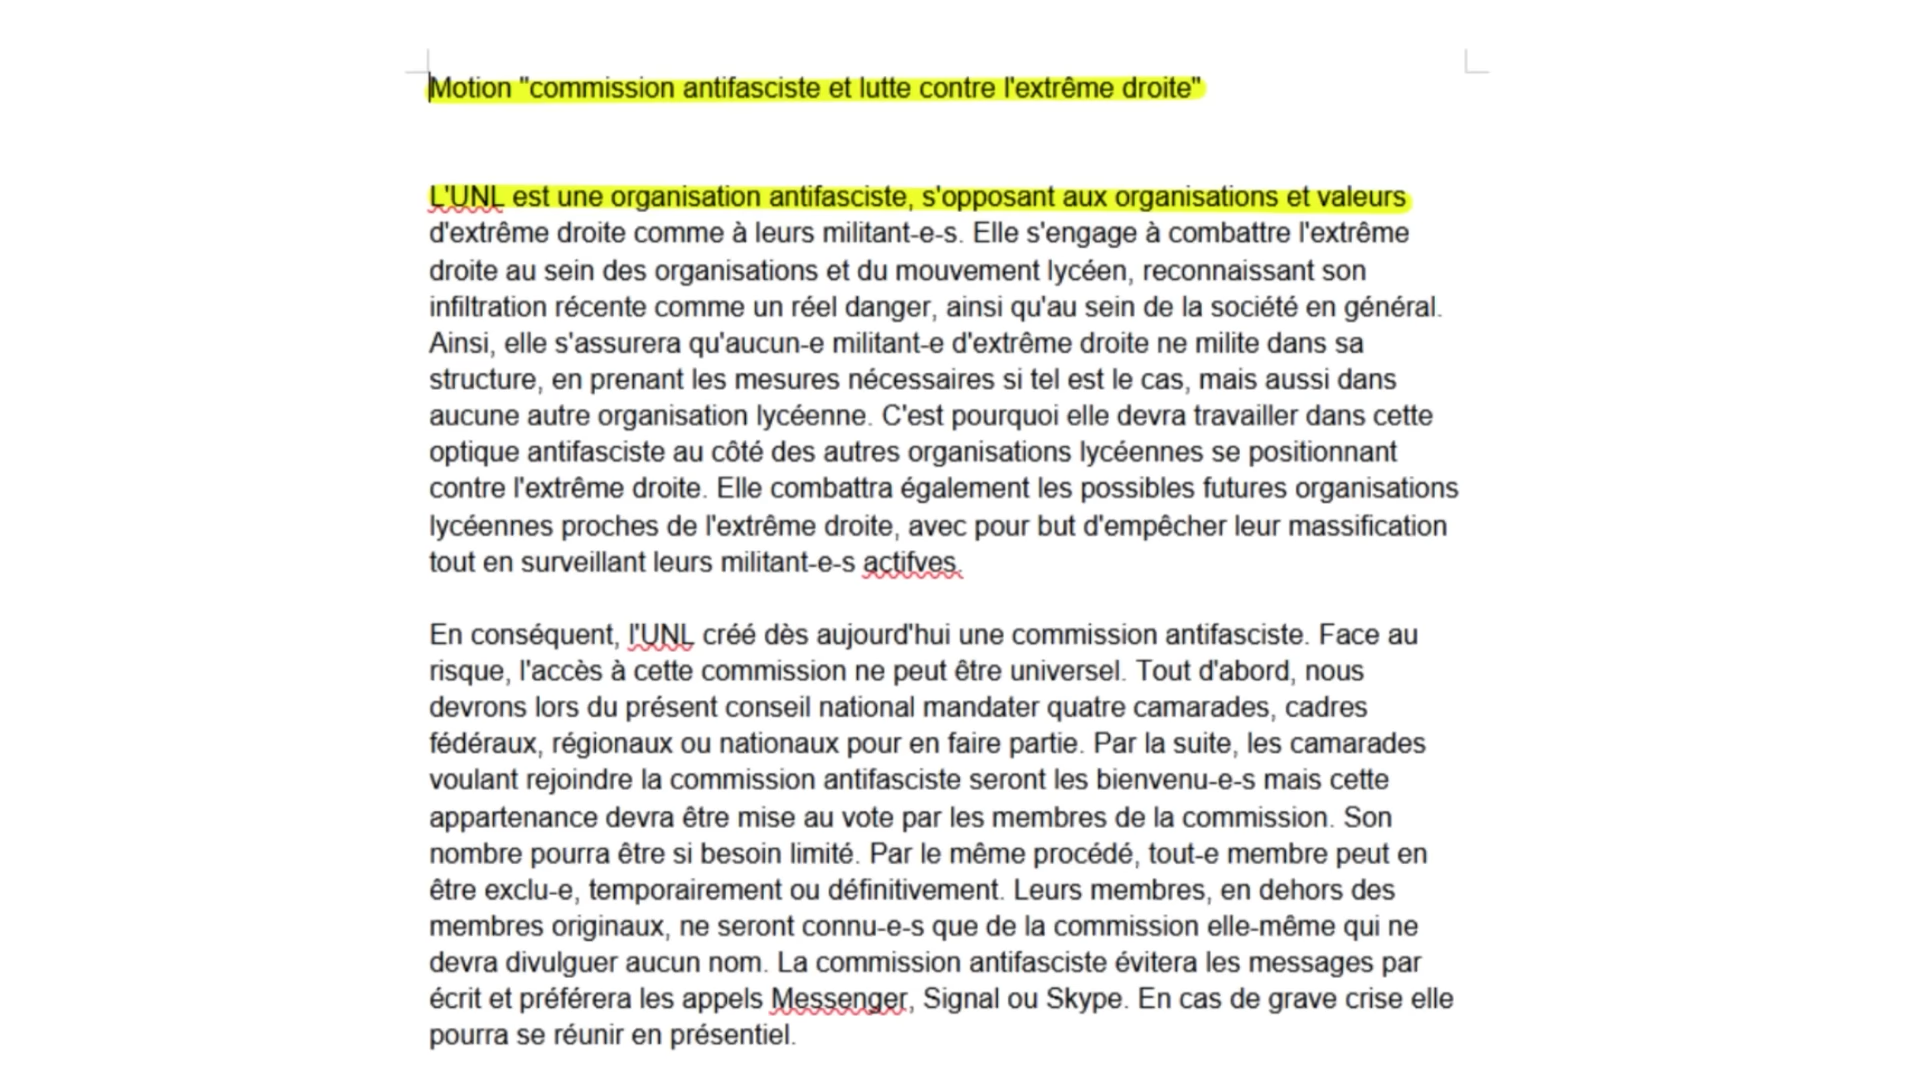 Motion "commission antifasciste et lutte contre l'extrême droite"
L'UNL est une organisation antifasciste, s'opposant aux organisations et valeurs
d'extrême droite comme à leurs militant-e-s. Elle s'engage à combattre l'extrême
droite au sein des organisations et du mouvement lycéen, reconnaissant son
infiltration récente comme un réel danger, ainsi qu'au sein de la société en général.
Ainsi, elle s'assurera qu'aucun-e militant-e d'extrême droite ne milite dans sa
structure, en prenant les mesures nécessaires si tel est le cas, mais aussi dans
aucune autre organisation lycéenne. C'est pourquoi elle devra travailler dans cette
optique antifasciste au côté des autres organisations lycéennes se positionnant
contre l'extrême droite. Elle combattra également les possibles futures organisations
lycéennes proches de l'extrême droite, avec pour but d'empêcher leur massification
tout en surveillant leurs militant-e-s actifves.
En conséquent, l'UNL créé dès aujourd'hui une commission antifasciste. Face au
risque, l'accès à cette commission ne peut être universel. Tout d'abord, nous
devrons lors du présent conseil national mandater quatre camarades, cadres
fédéraux, régionaux ou nationaux pour en faire partie. Par la suite, les camarades
voulant rejoindre la commission antifasciste seront les bienvenu-e-s mais cette
appartenance devra être mise au vote par les membres de la commission. Son
nombre pourra être si besoin limité. Par le même procédé, tout-e membre peut en
être exclu-e, temporairement ou définitivement. Leurs membres, en dehors des
membres originaux, ne seront connu-e-s que de la commission elle-même qui ne
devra divulguer aucun nom. La commission antifasciste évitera les messages par
écrit et préférera les appels Messenger, Signal ou Skype. En cas de grave crise elle
pourra se réunir en présentiel.